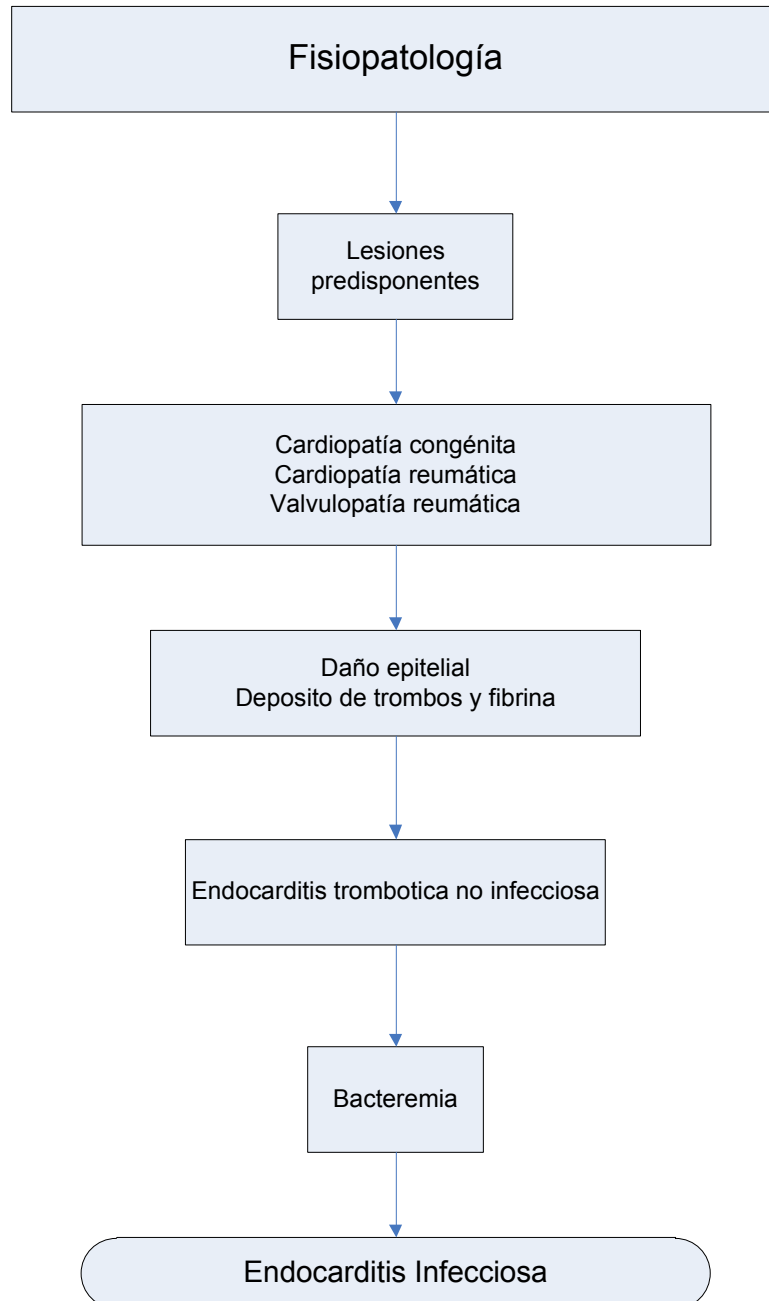 Fisiopatología
Lesiones
predisponentes
Cardiopatía congénita
Cardiopatía reumática
Valvulopatía reumática
Daño epitelial
Deposito de trombos y fibrina
Endocarditis trombotica no infecciosa
Bacteremia
Endocarditis Infecciosa